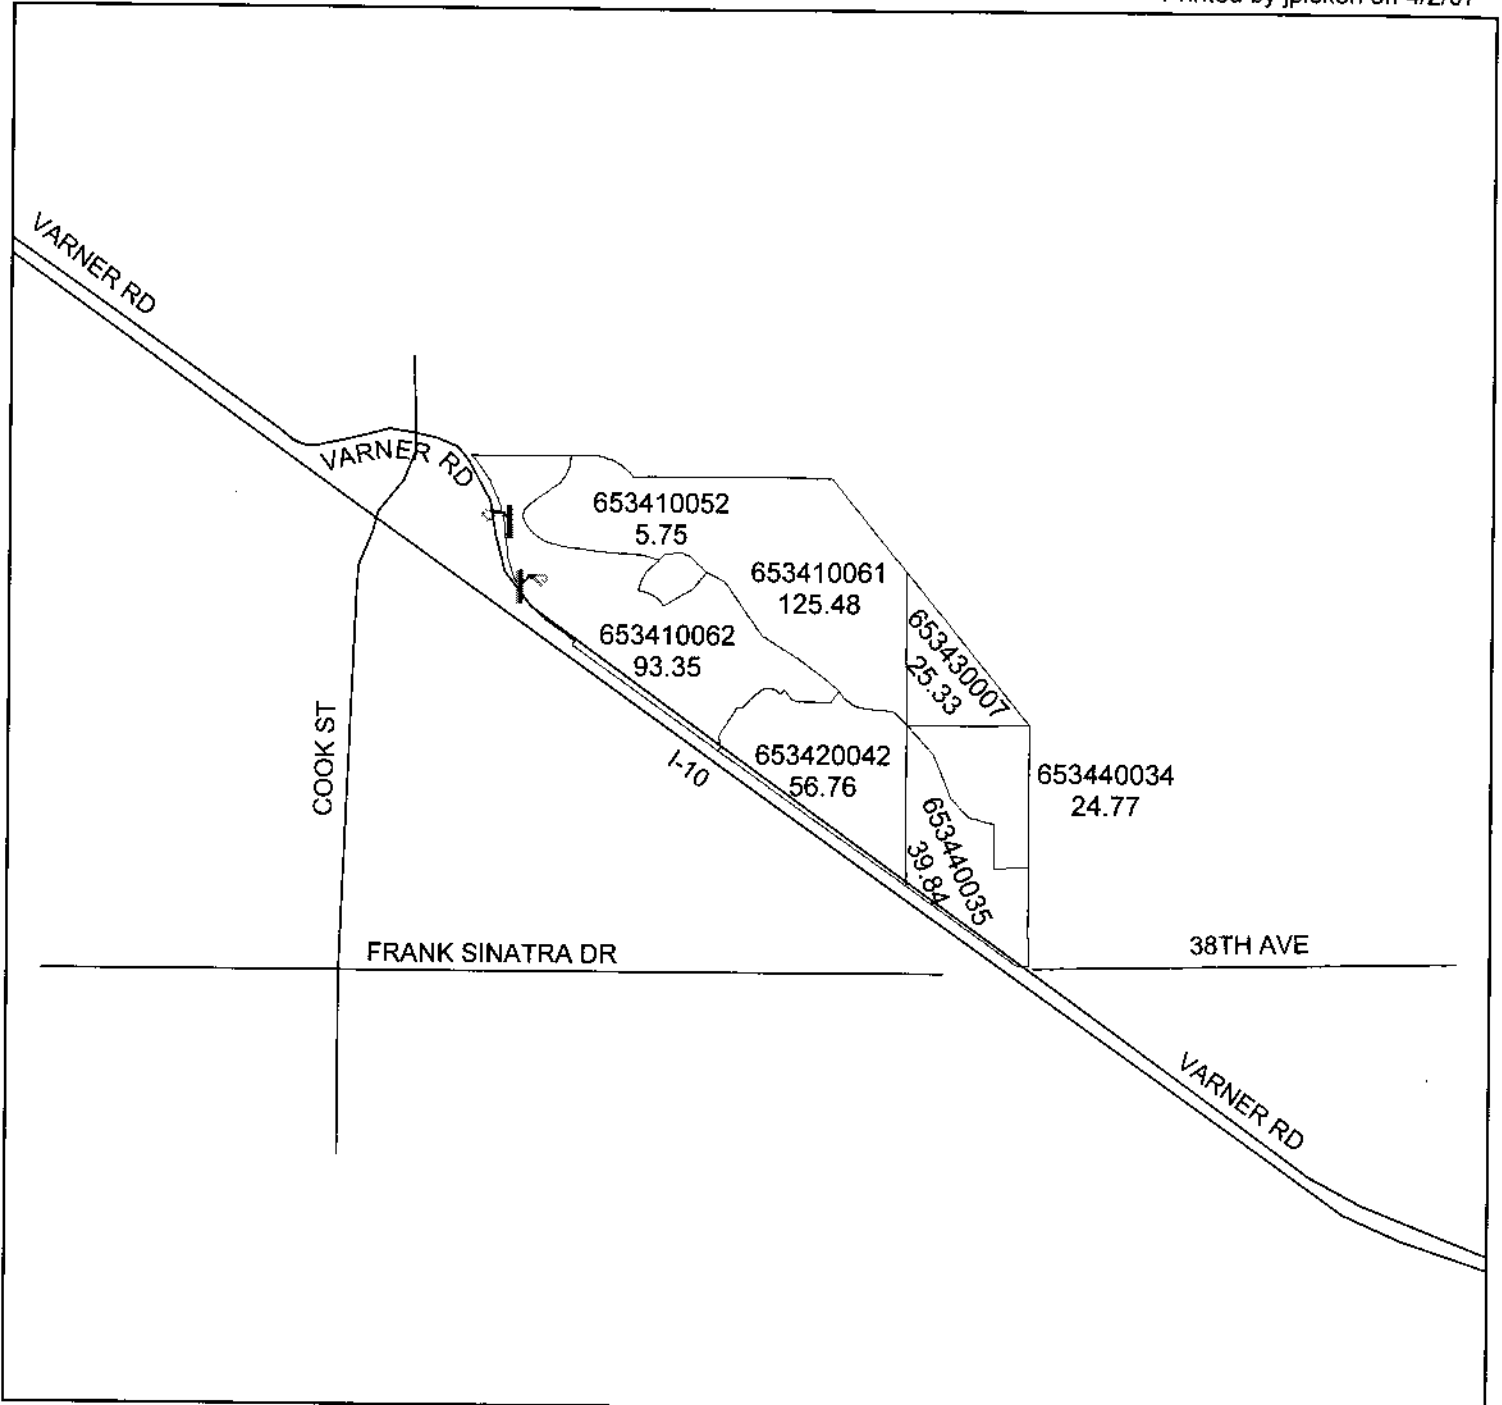 VARNER RD
VARNER RD
653410052
5.75
653410061
125.48
653430007
25.33
653410062
93.35
653420042
56.76
653440034
24.77
653440035
39.84
I-10
COOK ST
FRANK SINATRA DR
38TH AVE
VARNER RD